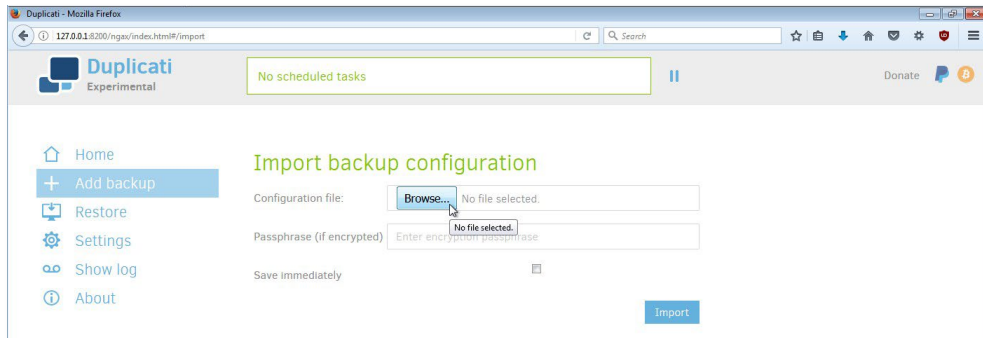 Duplicati - Mozilla Firefox
127.0.0.1:8200/ngax/index.html#/import
Search
Duplicati
Experimental
No scheduled tasks
Donate
Home
Add backup
Restore
Settings
Show log
About
Import backup configuration
Configuration file:
Browse... No file selected.
No file selected.
Passphrase (if encrypted) Enter encryption passphrase
Save immediately
Import